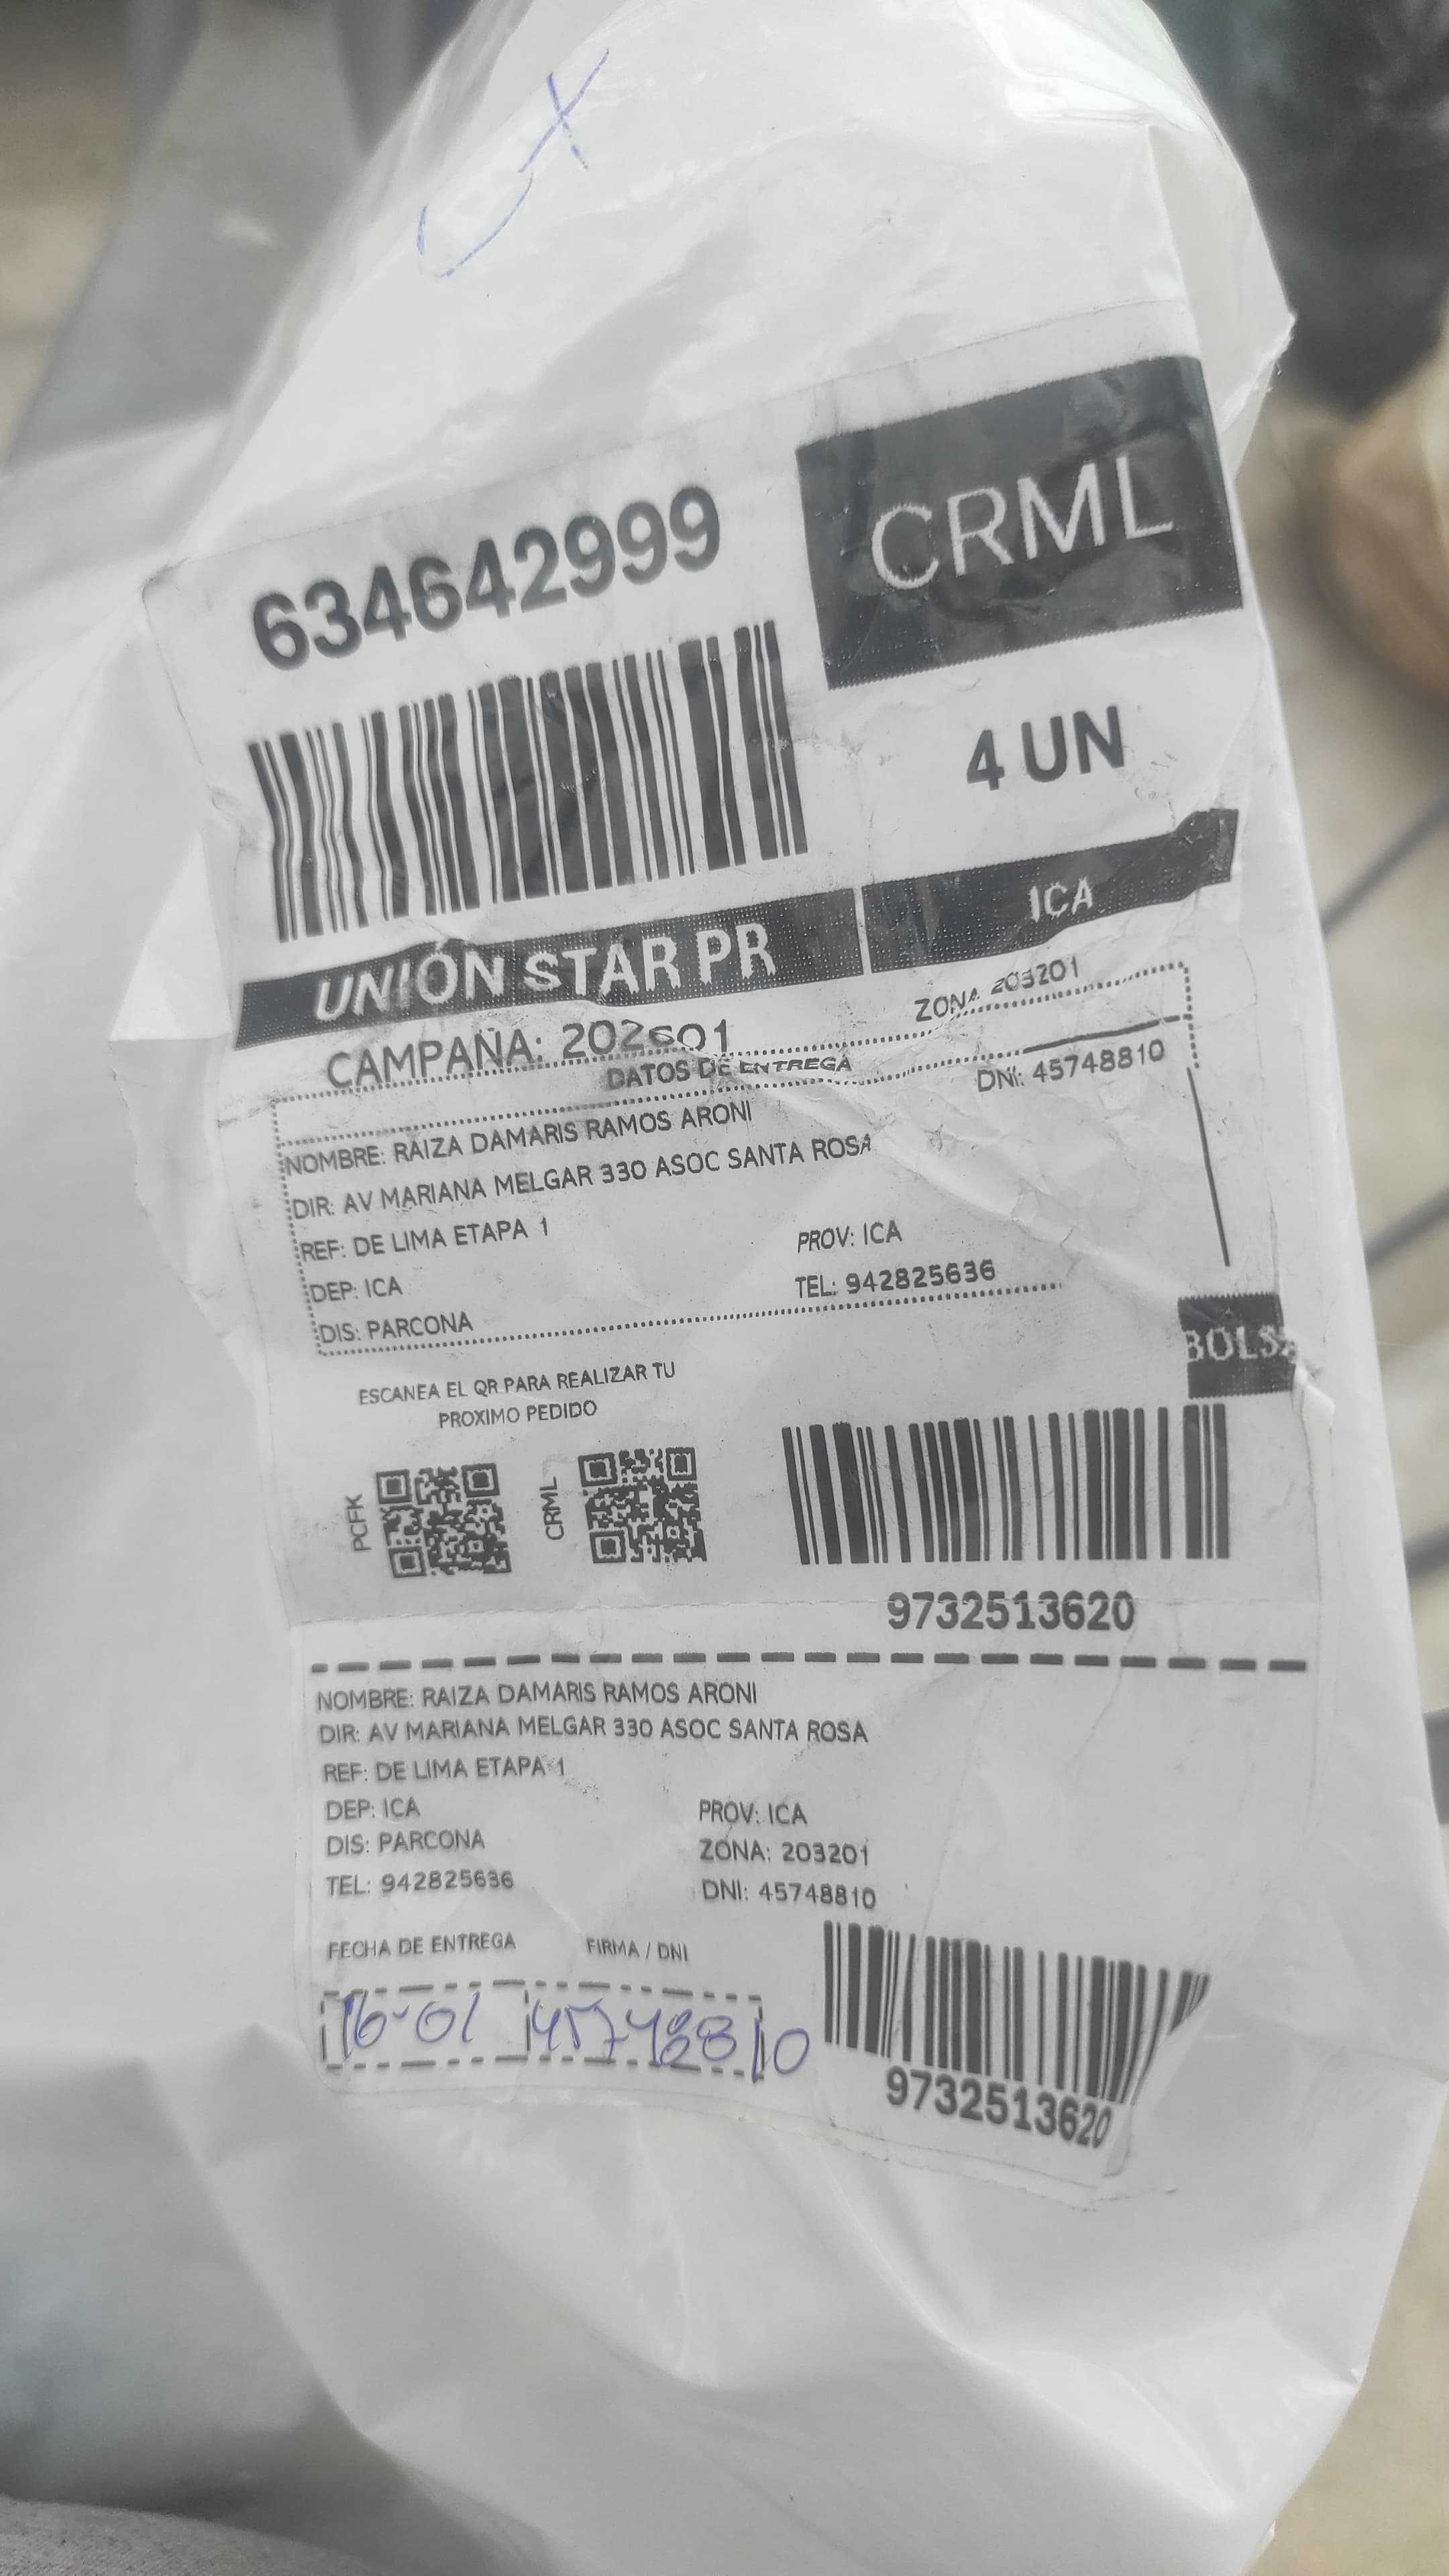 CRML
634642999
4 UN
UNIÓN STAR PR
ICA
CAMPAÑA: 202601
ZONA 203201
DATOS DE ENTREGA
NOMBRE: RAIZA DAMARIS RAMOS ARONI
DNI: 45748810
DIR: AV MARIANA MELGAR 330 ASOC SANTA ROSA
REF: DE LIMA ETAPA 1
DEP: ICA
PROV: ICA
DIS: PARCONA
TEL: 942825636
BOLSA
ESCANEA EL QR PARA REALIZAR TU
PROXIMO PEDIDO
PCFK
CRML
9732513620
NOMBRE: RAIZA DAMARIS RAMOS ARONI
DIR: AV MARIANA MELGAR 330 ASOC SANTA ROSA
REF: DE LIMA ETAPA 1
DEP: ICA
PROV: ICA
DIS: PARCONA
ZONA: 203201
TEL: 942825636
DNI: 45748810
FECHA DE ENTREGA
FIRMA / DNI
16-01
45748810
9732513620